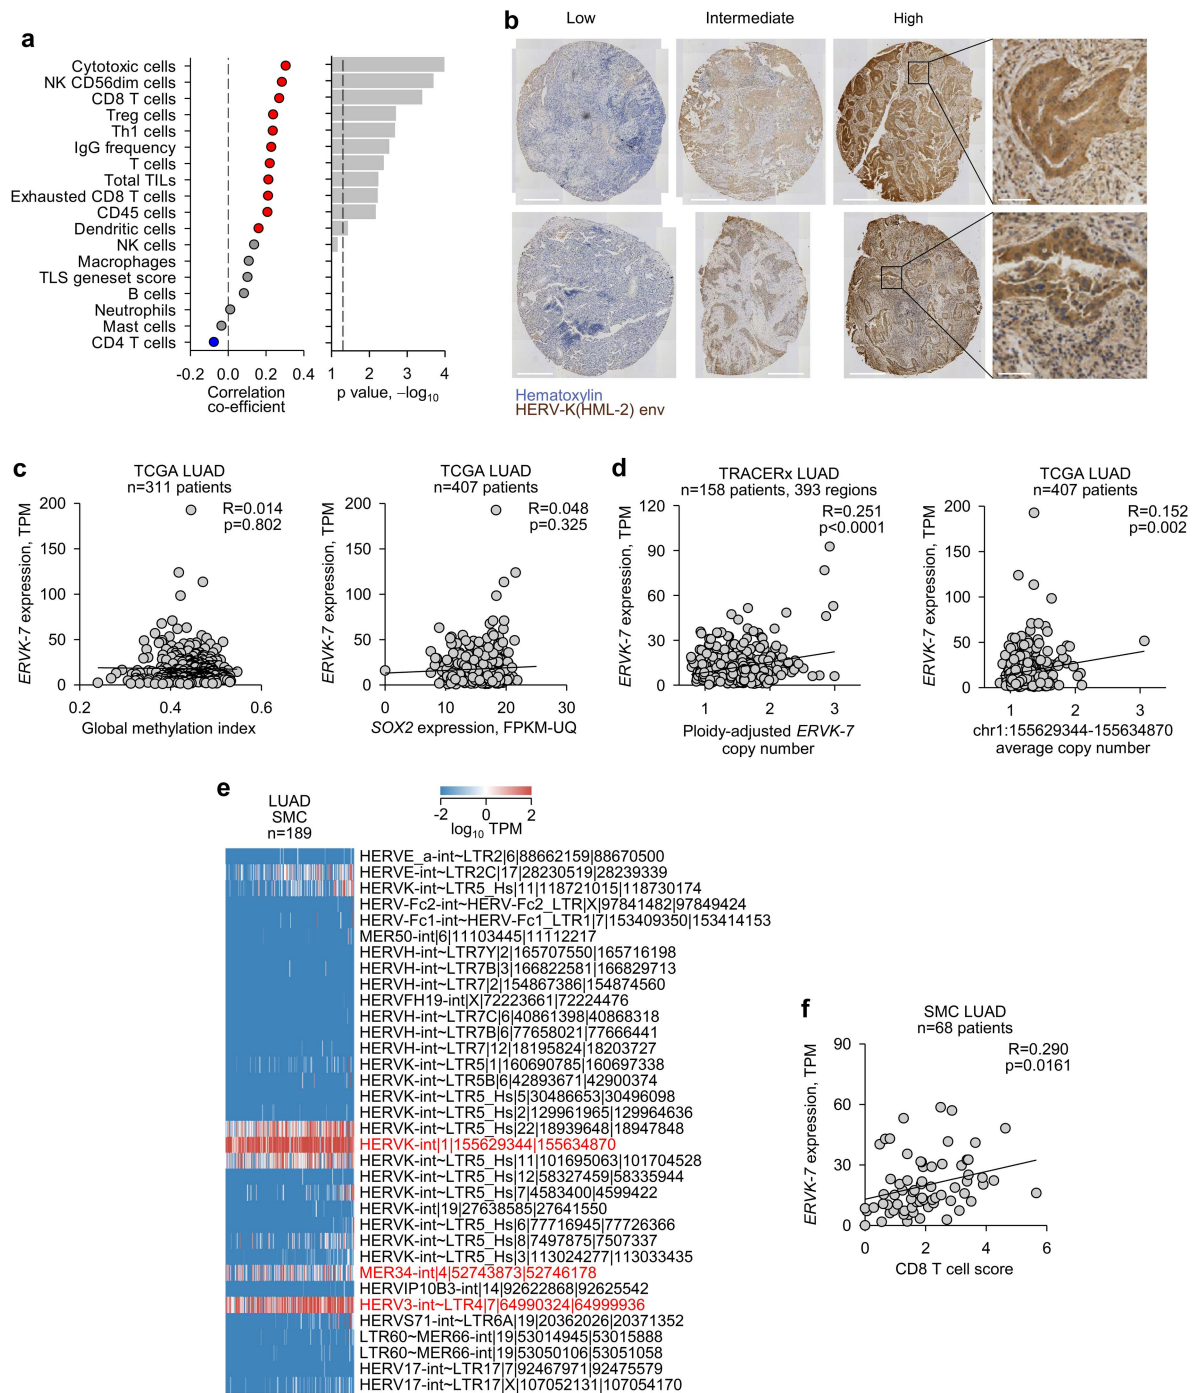 a
Cytotoxic cells
NK CD56dim cells
CD8 T cells
Treg cells
Th1 cells
IgG frequency
T cells
Total TILs
Exhausted CD8 T cells
CD45 cells
Dendritic cells
NK cells
Macrophages
TLS geneset score
B cells
Neutrophils
Mast cells
CD4 T cells
-0.2 0.0 0.2 0.4
Correlation
co-efficient
1 2 3 4
p value, −log10
b
Low Intermediate High
Hematoxylin
HERV-K(HML-2) env
c
TCGA LUAD
n=311 patients
R=0.014
p=0.802
ERVK-7 expression, TPM
200
150
100
50
0
0.2 0.4 0.6
Global methylation index
TCGA LUAD
n=407 patients
R=0.048
p=0.325
ERVK-7 expression, TPM
200
150
100
50
0
0 10 20 30
SOX2 expression, FPKM-UQ
d
TRACERx LUAD
n=158 patients, 393 regions
R=0.251
p<0.0001
ERVK-7 expression, TPM
120
90
60
30
0
1 2 3
Ploidy-adjusted ERVK-7
copy number
TCGA LUAD
n=407 patients
R=0.152
p=0.002
ERVK-7 expression, TPM
200
150
100
50
0
1 2 3
chr1:155629344-155634870
average copy number
e
LUAD
SMC
n=189
-2 0 2
log10 TPM
HERVE_a-int~LTR2|6|88662159|88670500
HERVE-int~LTR2C|17|28230519|28239339
HERVK-int~LTR5_Hs|11|118721015|118730174
HERV-Fc2-int~HERV-Fc2_LTR|X|97841482|97849424
HERV-Fc1-int~HERV-Fc1_LTR1|7|153409350|153414153
MER50-int|6|11103445|11112217
HERVH-int~LTR7Y|2|165707550|165716198
HERVH-int~LTR7B|3|166822581|166829713
HERVH-int~LTR7|2|154867386|154874560
HERVFH19-int|X|72223661|72224476
HERVH-int~LTR7C|6|40861398|40868318
HERVH-int~LTR7B|6|77658021|77666441
HERVH-int~LTR7|12|18195824|18203727
HERVK-int~LTR5|1|160690785|160697338
HERVK-int~LTR5B|6|42893671|42900374
HERVK-int~LTR5_Hs|5|30486653|30496098
HERVK-int~LTR5_Hs|2|129961965|129964636
HERVK-int~LTR5_Hs|22|18939648|18947848
HERVK-int|1|155629344|155634870
HERVK-int~LTR5_Hs|11|101695063|101704528
HERVK-int~LTR5_Hs|12|58327459|58335944
HERVK-int~LTR5_Hs|7|4583400|4599422
HERVK-int|19|27638585|27641550
HERVK-int~LTR5_Hs|6|77716945|77726366
HERVK-int~LTR5_Hs|8|7497875|7507337
HERVK-int~LTR5_Hs|3|113024277|113033435
MER34-int|4|52743873|52746178
HERVIP10B3-int|14|92622868|92625542
HERV3-int~LTR4|7|64990324|64999936
HERVS71-int~LTR6A|19|20362026|20371352
LTR60~MER66-int|19|53014945|53015888
LTR60~MER66-int|19|53050106|53051058
HERV17-int~LTR17|7|92467971|92475579
HERV17-int~LTR17|X|107052131|107054170
f
SMC LUAD
n=68 patients
R=0.290
p=0.0161
ERVK-7 expression, TPM
90
60
30
0
0 2 4 6
CD8 T cell score